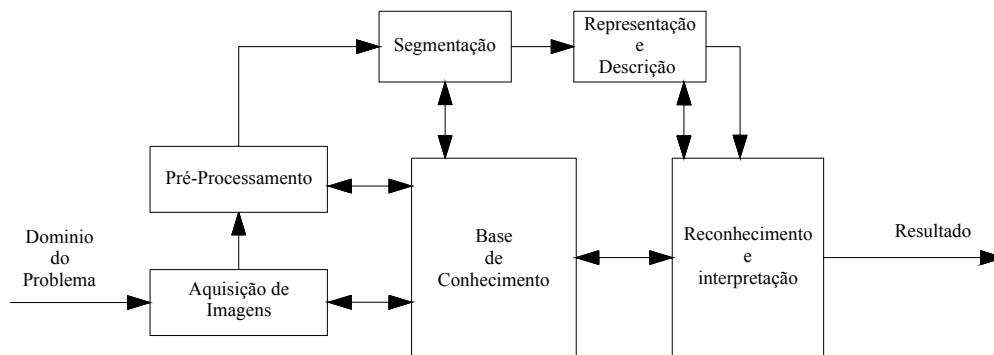 Segmentação
Representação
e
Descrição
Pré-Processamento
Dominio
do
Problema
Aquisição de
Imagens
Base
de
Conhecimento
Reconhecimento
e
interpretação
Resultado